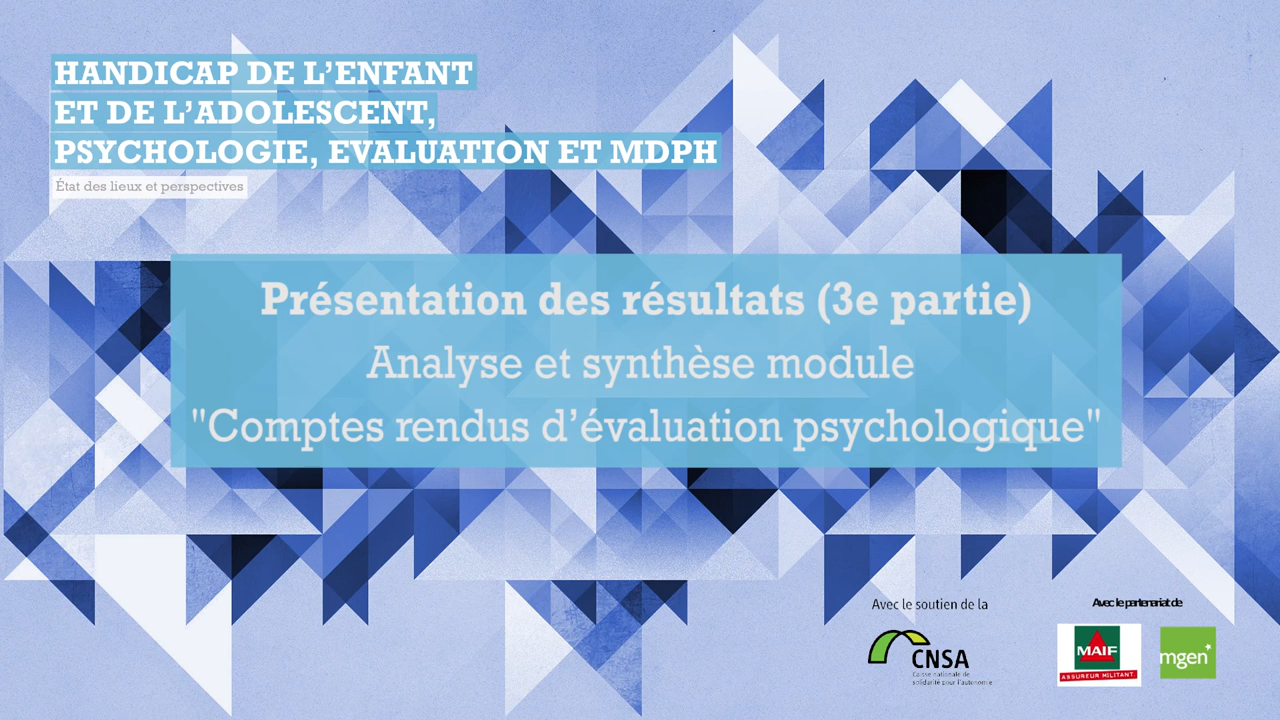 HANDICAP DE L’ENFANT
ET DE L’ADOLESCENT,
PSYCHOLOGIE, EVALUATION ET MDPH
État des lieux et perspectives
Présentation des résultats (3e partie)
Analyse et synthèse module
"Comptes rendus d’évaluation psychologique"
Avec le soutien de la
Avec le partenariat de
CNSA
Caisse nationale de
solidarité pour l'autonomie
MAIF
ASSUREUR MILITANT
mgen*